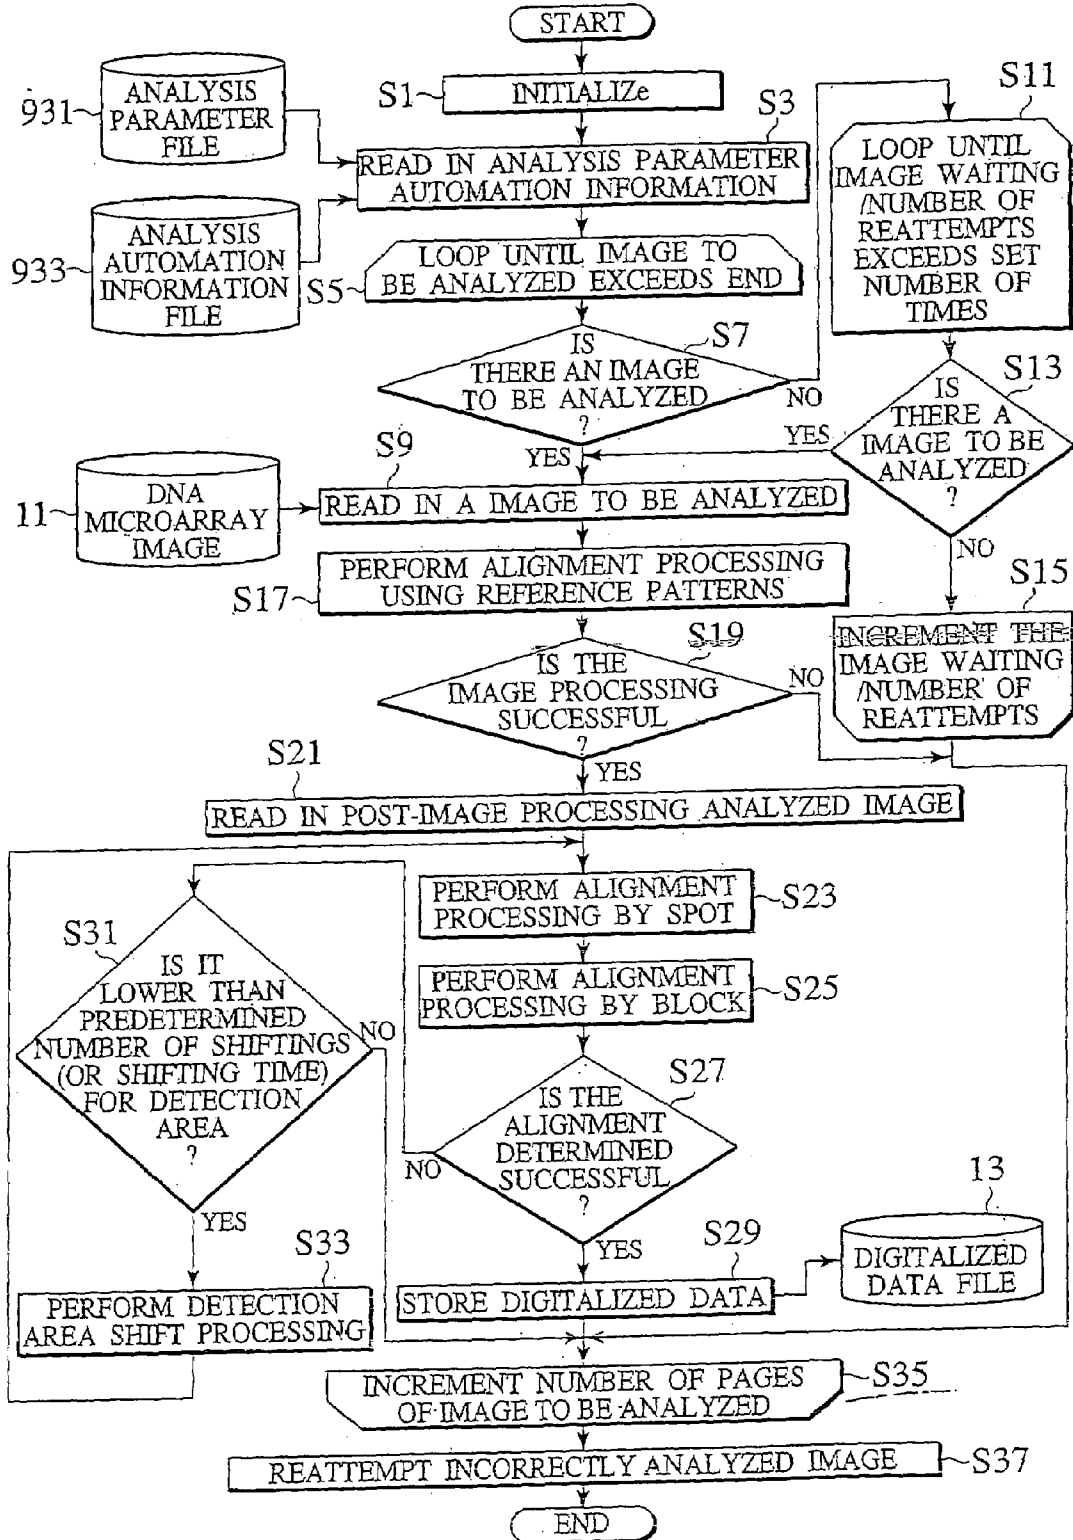 START
S1
INITIALIZe
931
ANALYSIS
PARAMETER
FILE
S3
READ IN ANALYSIS PARAMETER
AUTOMATION INFORMATION
933
ANALYSIS
AUTOMATION
INFORMATION
FILE
S5
LOOP UNTIL IMAGE TO
BE ANALYZED EXCEEDS END
S7
IS
THERE AN IMAGE
TO BE ANALYZED
?
NO
YES
S11
LOOP UNTIL
IMAGE WAITING
/NUMBER OF
REATTEMPTS
EXCEEDS SET
NUMBER OF
TIMES
S13
IS
THERE A
IMAGE TO BE
ANALYZED
?
YES
NO
S9
READ IN A IMAGE TO BE ANALYZED
11
DNA
MICROARRAY
IMAGE
S17
PERFORM ALIGNMENT PROCESSING
USING REFERENCE PATTERNS
S15
INCREMENT THE
IMAGE WAITING
/NUMBER OF
REATTEMPTS
S19
IS THE
IMAGE PROCESSING
SUCCESSFUL
?
NO
YES
S21
READ IN POST-IMAGE PROCESSING ANALYZED IMAGE
PERFORM ALIGNMENT
PROCESSING BY SPOT
S23
PERFORM ALIGNMENT
PROCESSING BY BLOCK
S25
S27
IS THE
ALIGNMENT
DETERMINED
SUCCESSFUL
?
NO
YES
S31
IS IT
LOWER THAN
PREDETERMINED
NUMBER OF SHIFTINGS
(OR SHIFTING TIME)
FOR DETECTION
AREA
?
NO
YES
S33
PERFORM DETECTION
AREA SHIFT PROCESSING
S29
STORE DIGITALIZED DATA
13
DIGITALIZED
DATA FILE
INCREMENT NUMBER OF PAGES
OF IMAGE TO BE ANALYZED
S35
REATTEMPT INCORRECTLY ANALYZED IMAGE
S37
END